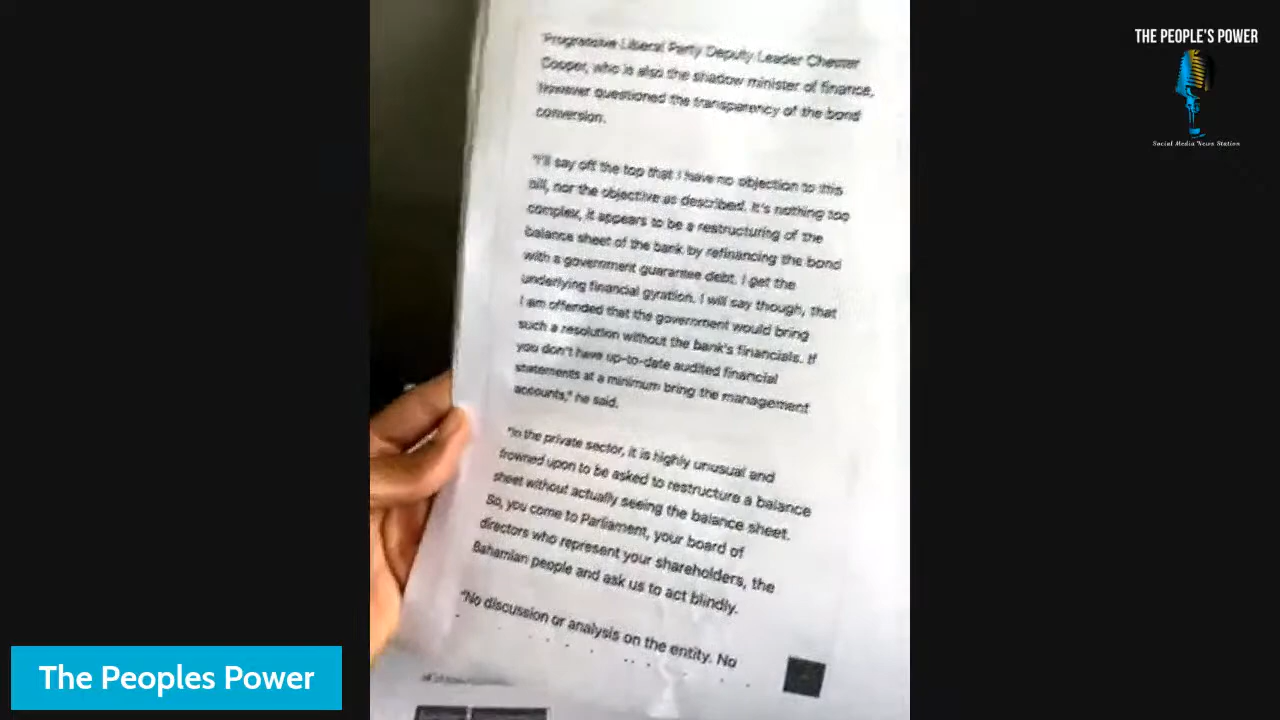 THE PEOPLE'S POWER
Social Media News Station
Progressive Liberal Party Deputy Leader Chester
Cooper, who is also the shadow minister of finance,
however questioned the transparency of the bond
conversion.
"I'll say off the top that I have no objection to this
bill, nor the objective as described. It's nothing too
complex, it appears to be a restructuring of the
balance sheet of the bank by refinancing the bond
with a government guarantee debt. I get the
underlying financial gyration. I will say though, that
I am offended that the government would bring
such a resolution without the bank's financials. If
you don't have up-to-date audited financial
statements at a minimum bring the management
accounts," he said.
"In the private sector, it is highly unusual and
frowned upon to be asked to restructure a balance
sheet without actually seeing the balance sheet.
So, you come to Parliament, your board of
directors who represent your shareholders, the
Bahamian people and ask us to act blindly.
"No discussion or analysis on the entity. No
The Peoples Power